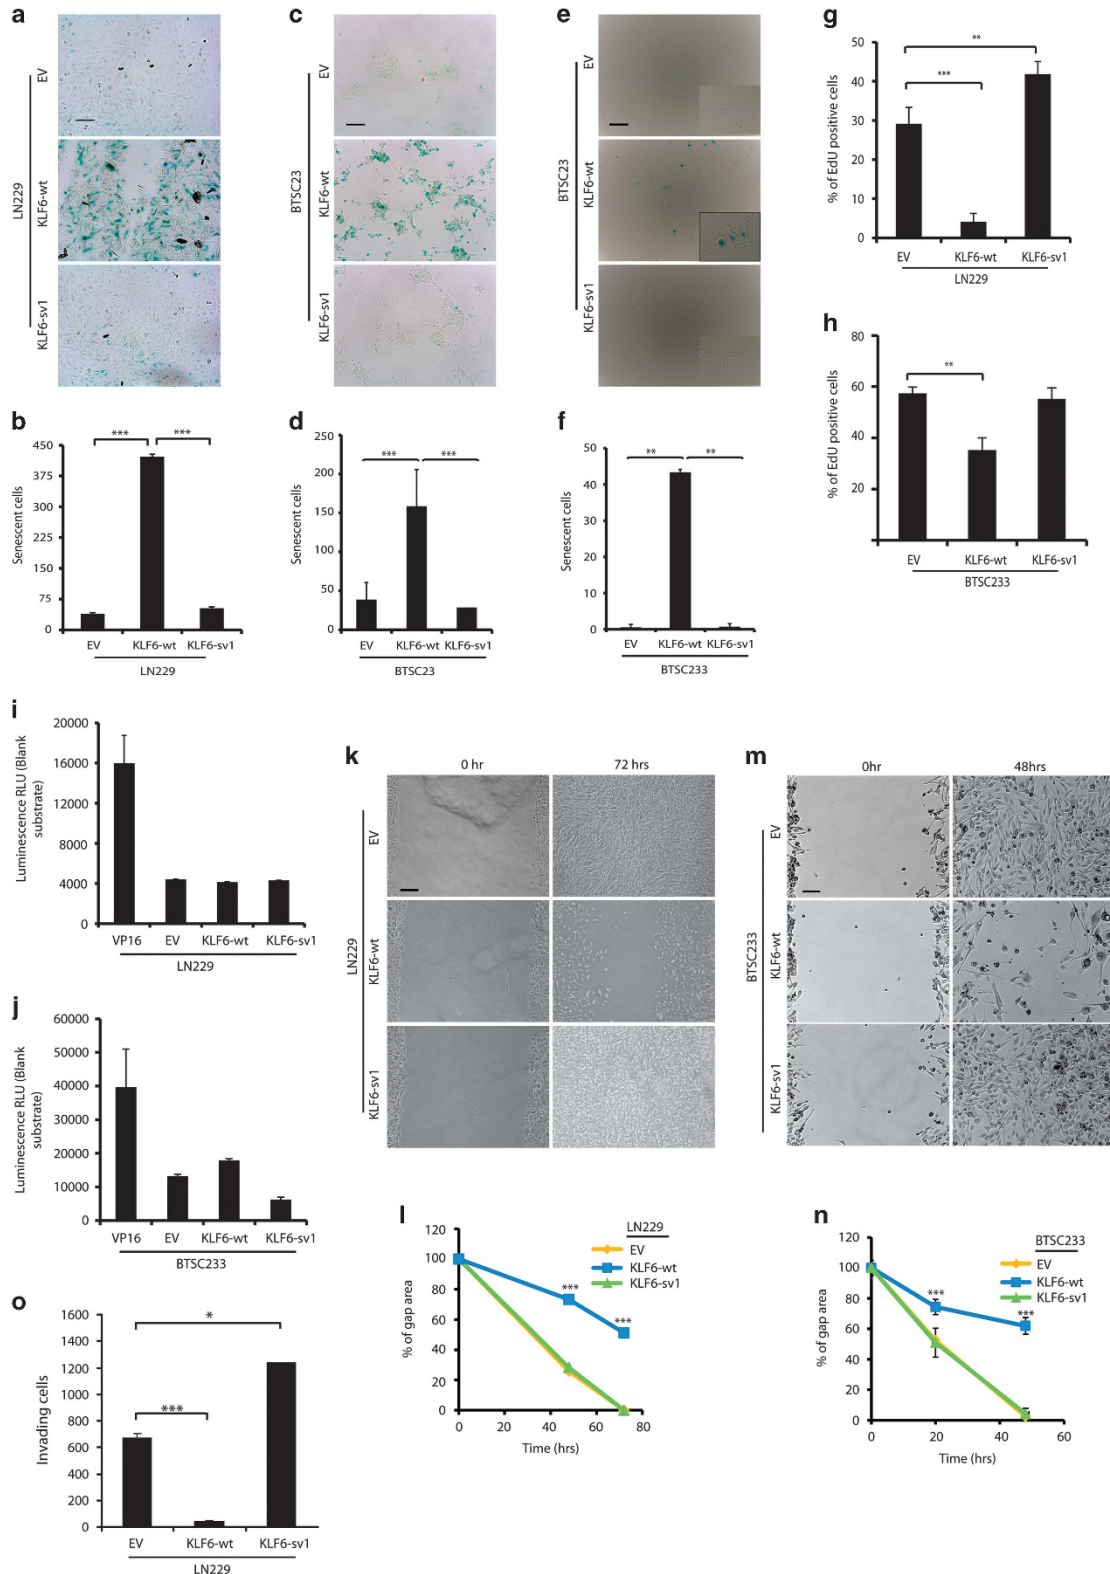 a
EV
KLF6-wt
KLF6-sv1
LN229
c
EV
KLF6-wt
KLF6-sv1
BTSC23
e
EV
KLF6-wt
KLF6-sv1
BTSC23
g
% of EdU positive cells
50
40
30
20
10
0
**
***
EV KLF6-wt KLF6-sv1
LN229
h
% of EdU positive cells
80
60
40
20
**
EV KLF6-wt KLF6-sv1
BTSC233
b
Senescent cells
450
375
300
225
150
75
0
*** ***
EV KLF6-wt KLF6-sv1
LN229
d
Senescent cells
250
200
150
100
50
0
*** ***
EV KLF6-wt KLF6-sv1
BTSC23
f
Senescent cells
50
40
30
20
10
0
** **
EV KLF6-wt KLF6-sv1
BTSC233
i
Luminescence RLU (Blank
substrate)
20000
16000
12000
8000
4000
0
VP16 EV KLF6-wt KLF6-sv1
LN229
j
Luminescence RLU (Blank
substrate)
60000
50000
40000
30000
20000
10000
0
VP16 EV KLF6-wt KLF6-sv1
BTSC233
k
0 hr 72 hrs
EV
KLF6-wt
KLF6-sv1
LN229
m
0hr 48hrs
EV
KLF6-wt
KLF6-sv1
BTSC233
l
% of gap area
120
100
80
60
40
20
0
0 20 40 60 80
Time (hrs)
LN229
EV
KLF6-wt
KLF6-sv1
***
***
n
% of gap area
120
100
80
60
40
20
0
0 20 40 60
Time (hrs)
BTSC233
EV
KLF6-wt
KLF6-sv1
***
***
o
Invading cells
1600
1400
1200
1000
800
600
400
200
0
*
***
EV KLF6-wt KLF6-sv1
LN229